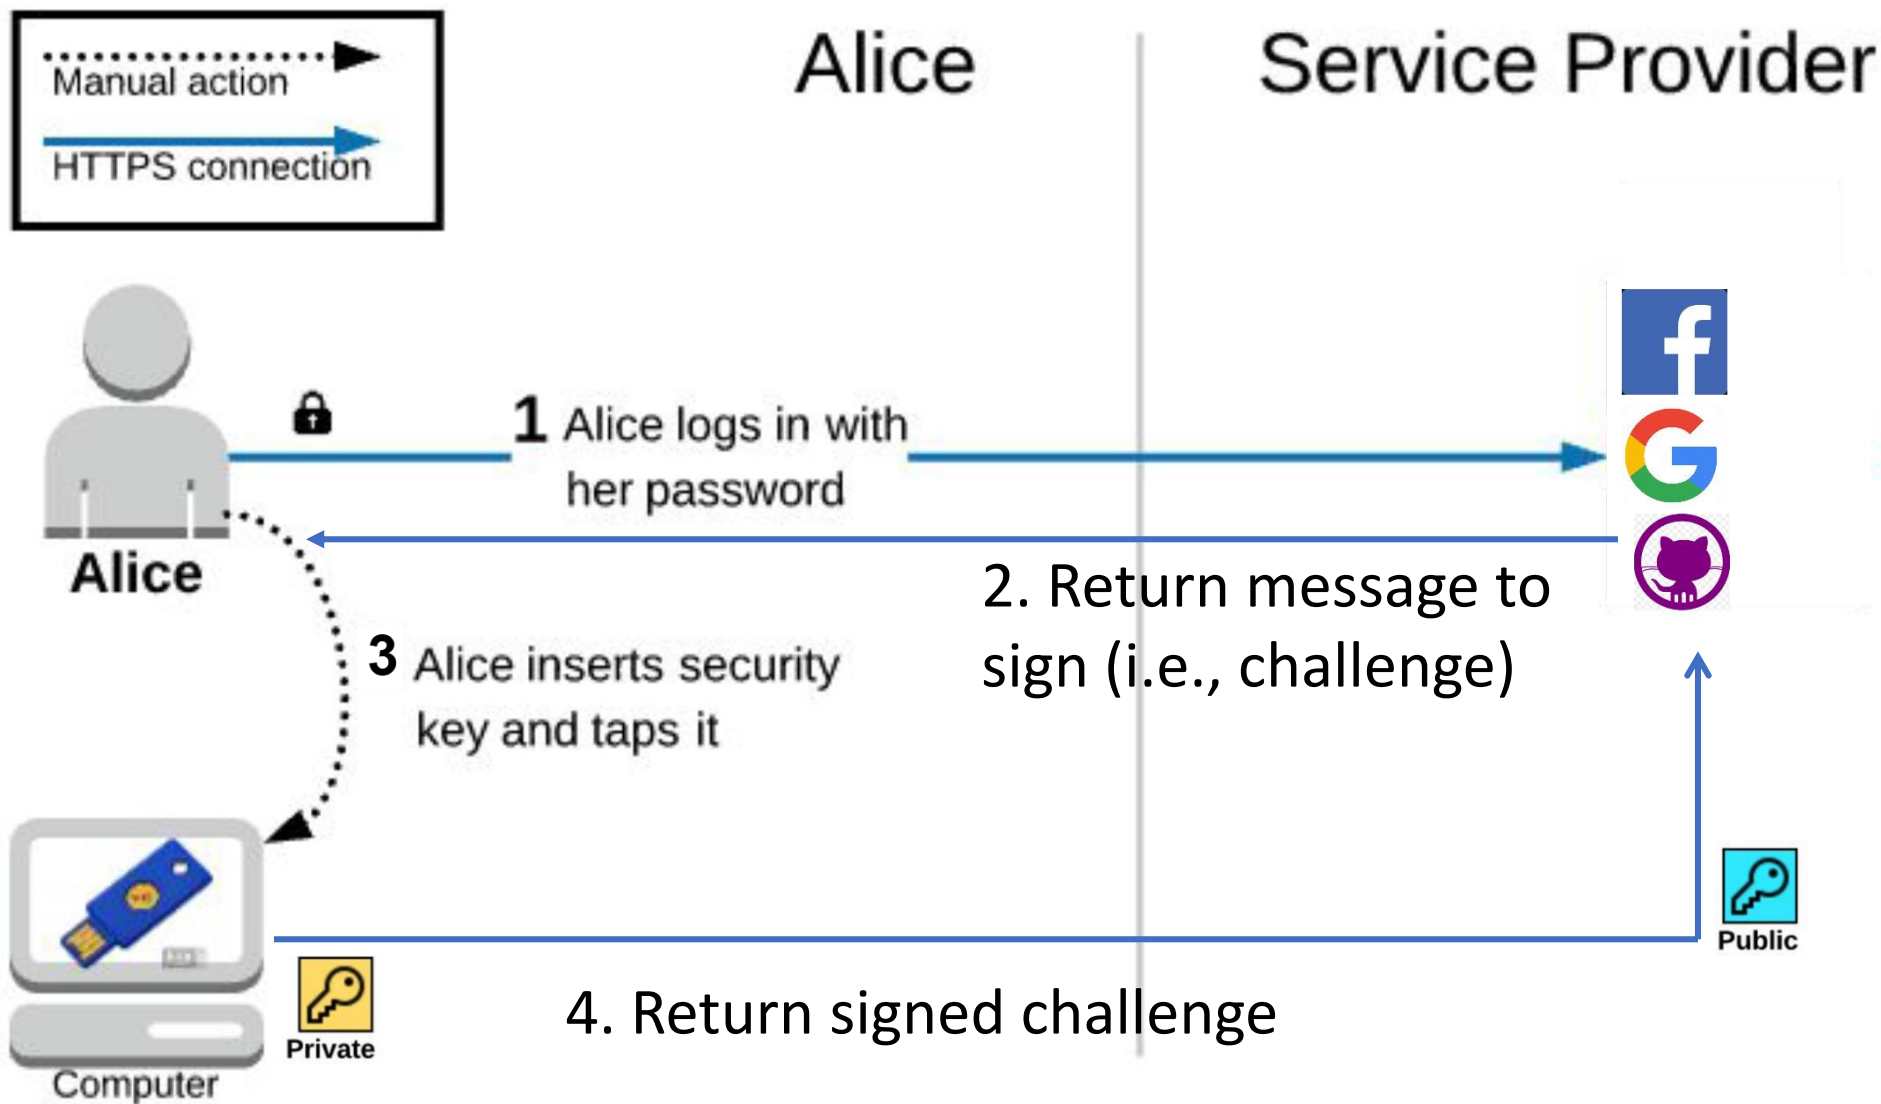 Manual action
HTTPS connection
Alice
Service Provider
1 Alice logs in with
her password
Alice
2. Return message to
sign (i.e., challenge)
3 Alice inserts security
key and taps it
Public
4. Return signed challenge
Private
Computer